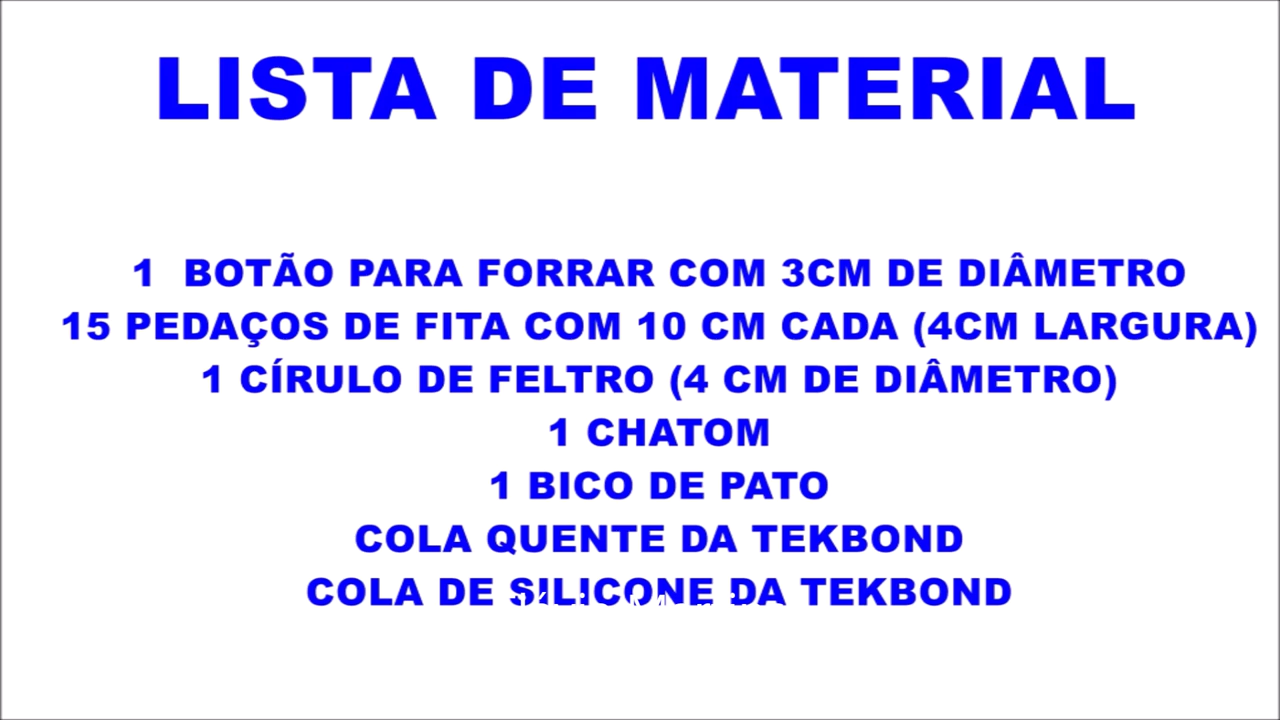 LISTA DE MATERIAL
1 BOTÃO PARA FORRAR COM 3CM DE DIÂMETRO
15 PEDAÇOS DE FITA COM 10 CM CADA (4CM LARGURA)
1 CÍRULO DE FELTRO (4 CM DE DIÂMETRO)
1 CHATOM
1 BICO DE PATO
COLA QUENTE DA TEKBOND
COLA DE SILICONE DA TEKBOND